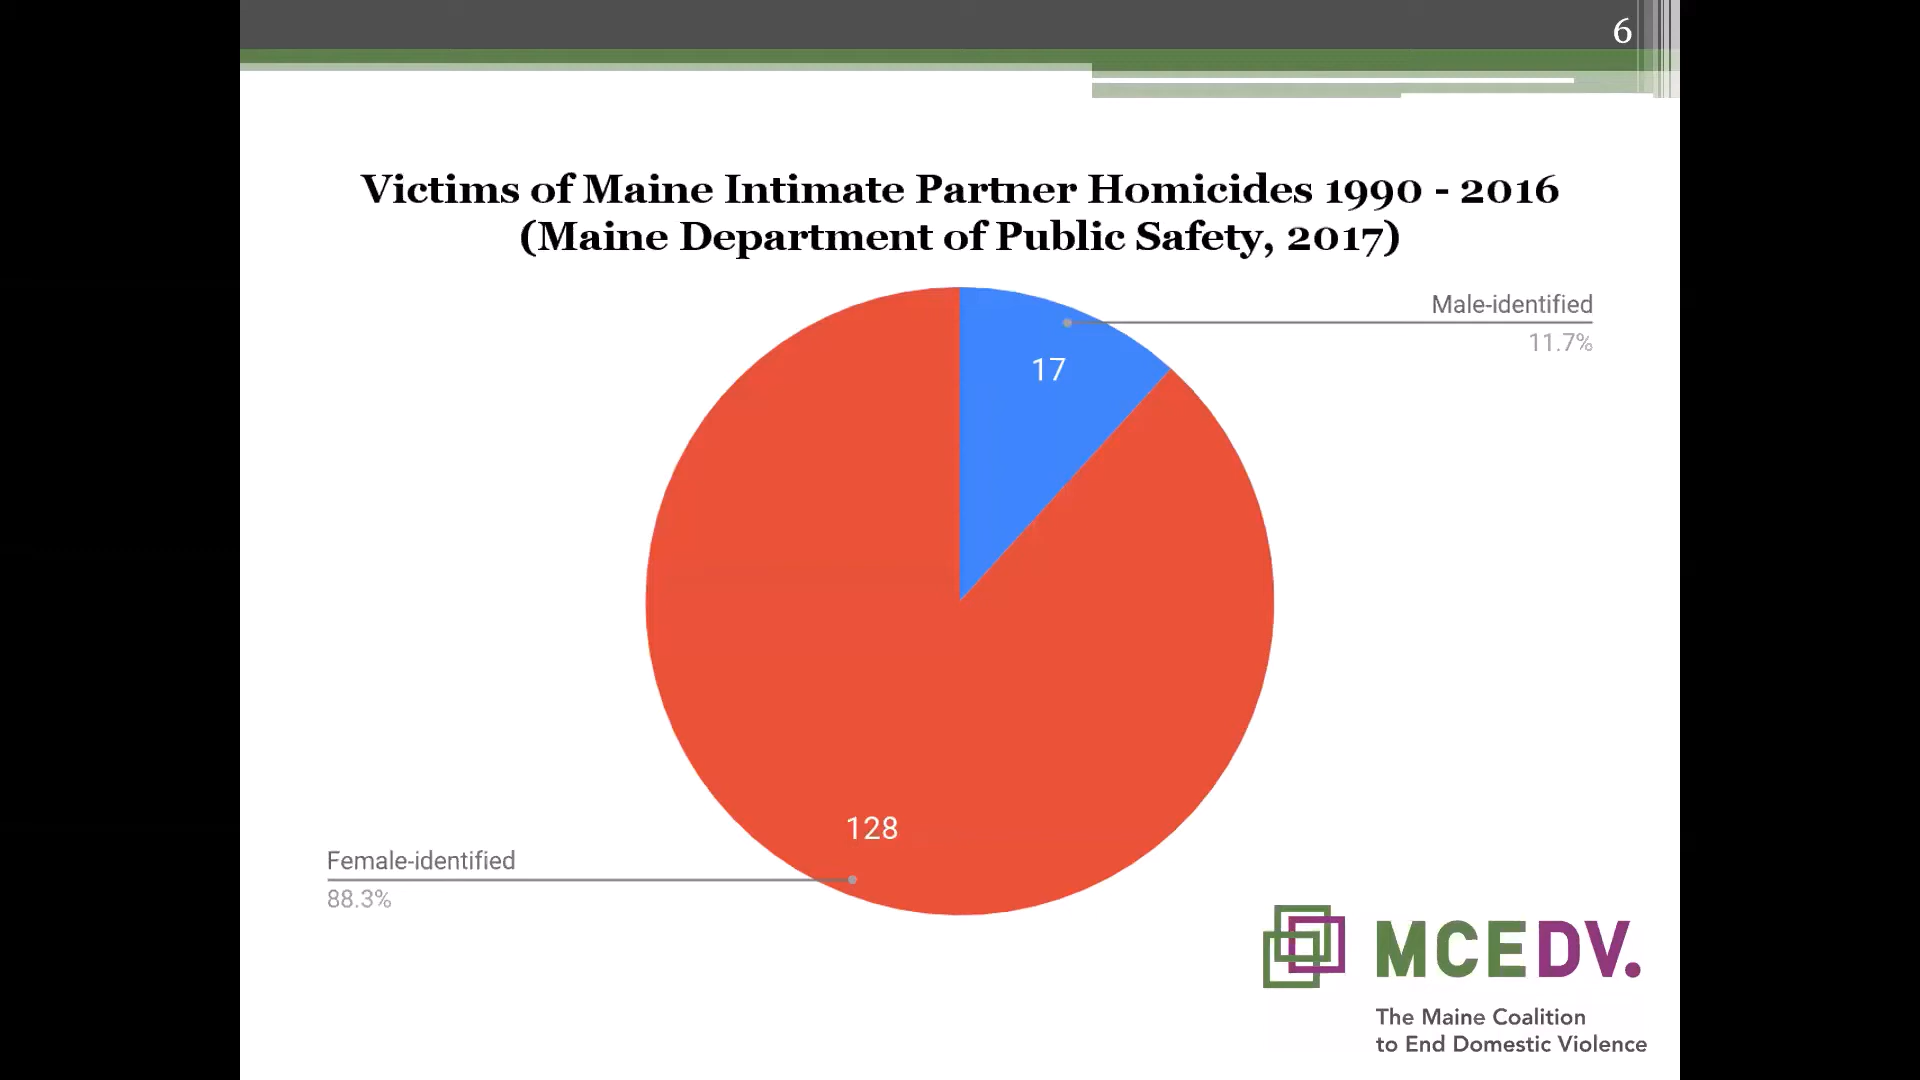 6
Victims of Maine Intimate Partner Homicides 1990 - 2016
(Maine Department of Public Safety, 2017)
Male-identified
11.7%
17
128
Female-identified
88.3%
MCEDV.
The Maine Coalition
to End Domestic Violence